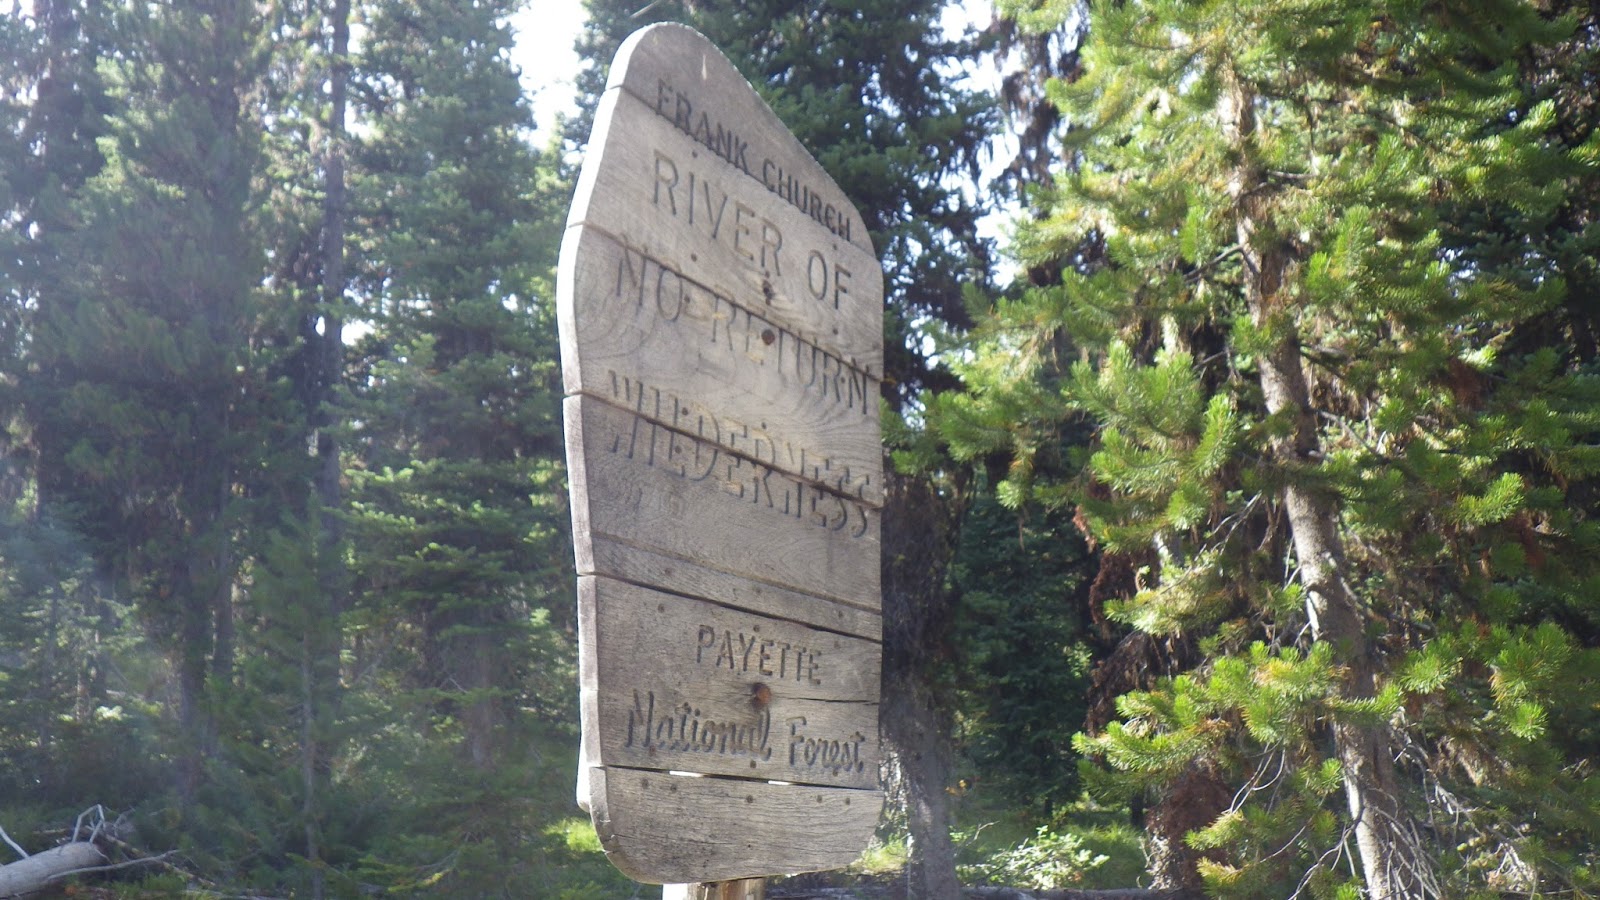 FRANK CHURCH
RIVER OF
NO RETURN
WILDERNESS
PAYETTE
National Forest